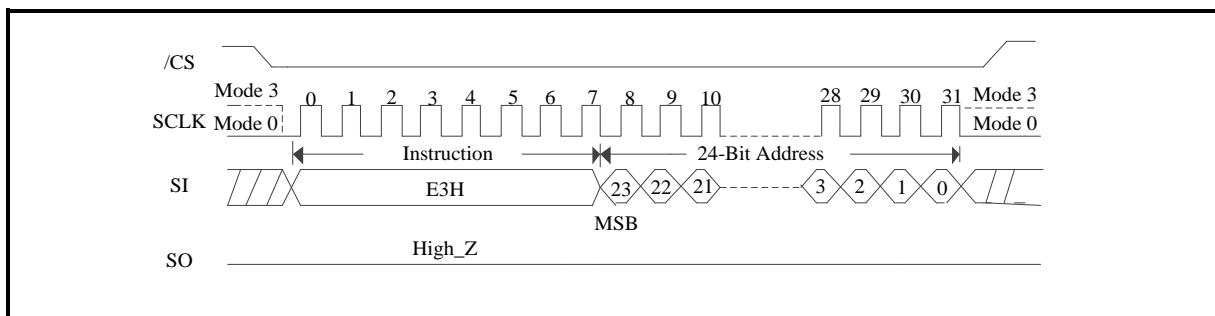 /CS
Mode 3 0 1 2 3 4 5 6 7 8 9 10 28 29 30 31 Mode 3
SCLK Mode 0 Mode 0
Instruction 24-Bit Address
SI E3H 23 22 21 3 2 1 0
MSB
High_Z
SO